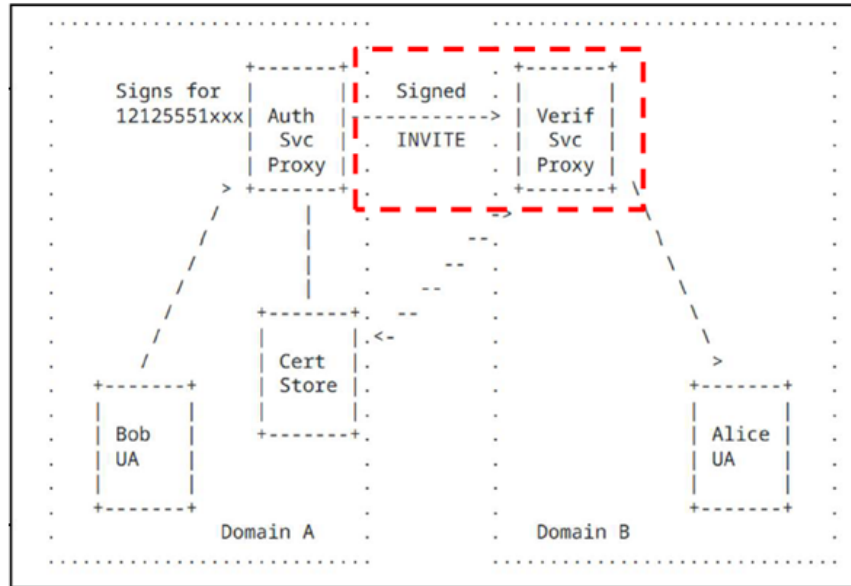 Signs for
12125551xxx
Auth
Svc
Proxy
Signed
INVITE
Verif
Svc
Proxy
Cert
Store
Bob
UA
Alice
UA
Domain A
Domain B